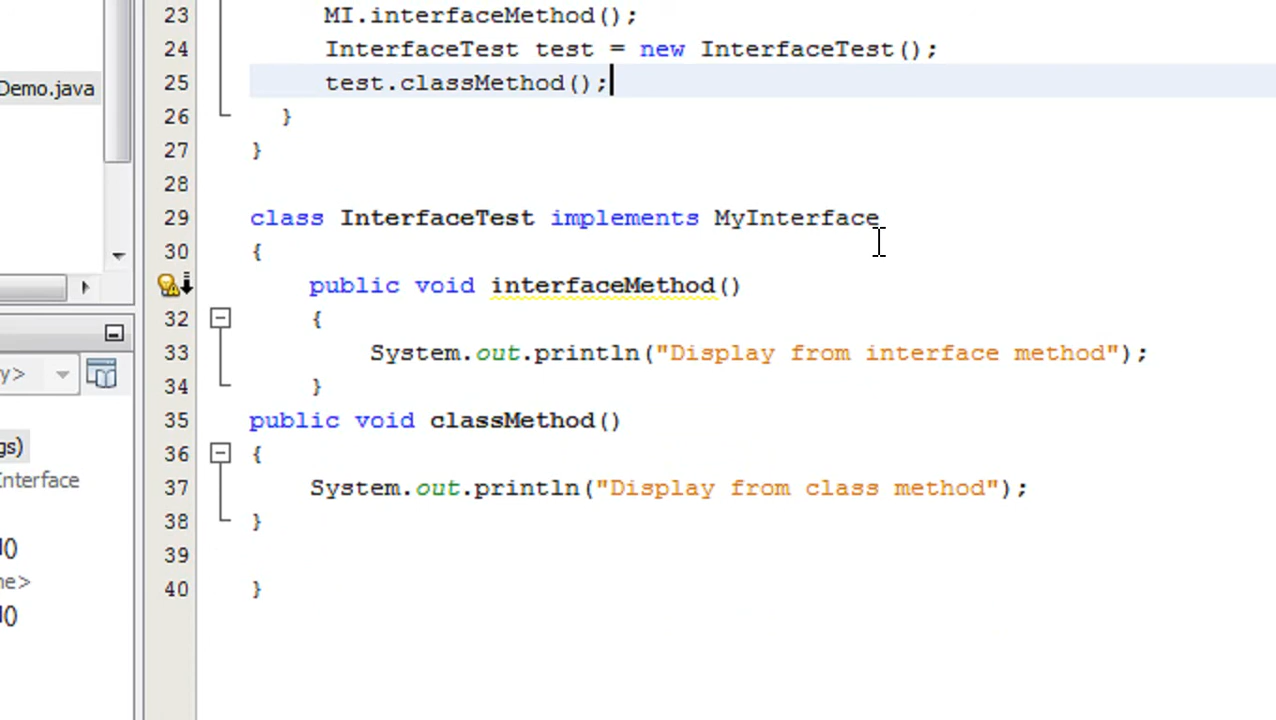 23 MI.interfaceMethod();
24 InterfaceTest test = new InterfaceTest();
Demo.java
25 test.classMethod();
26 }
27 }
28
29 class InterfaceTest implements MyInterface
30 {
public void interfaceMethod()
32 {
33 System.out.println("Display from interface method");
34 }
35 public void classMethod()
36 {
37 System.out.println("Display from class method");
38 }
39
40 }
y>
gs)
nterface
()
ne>
()